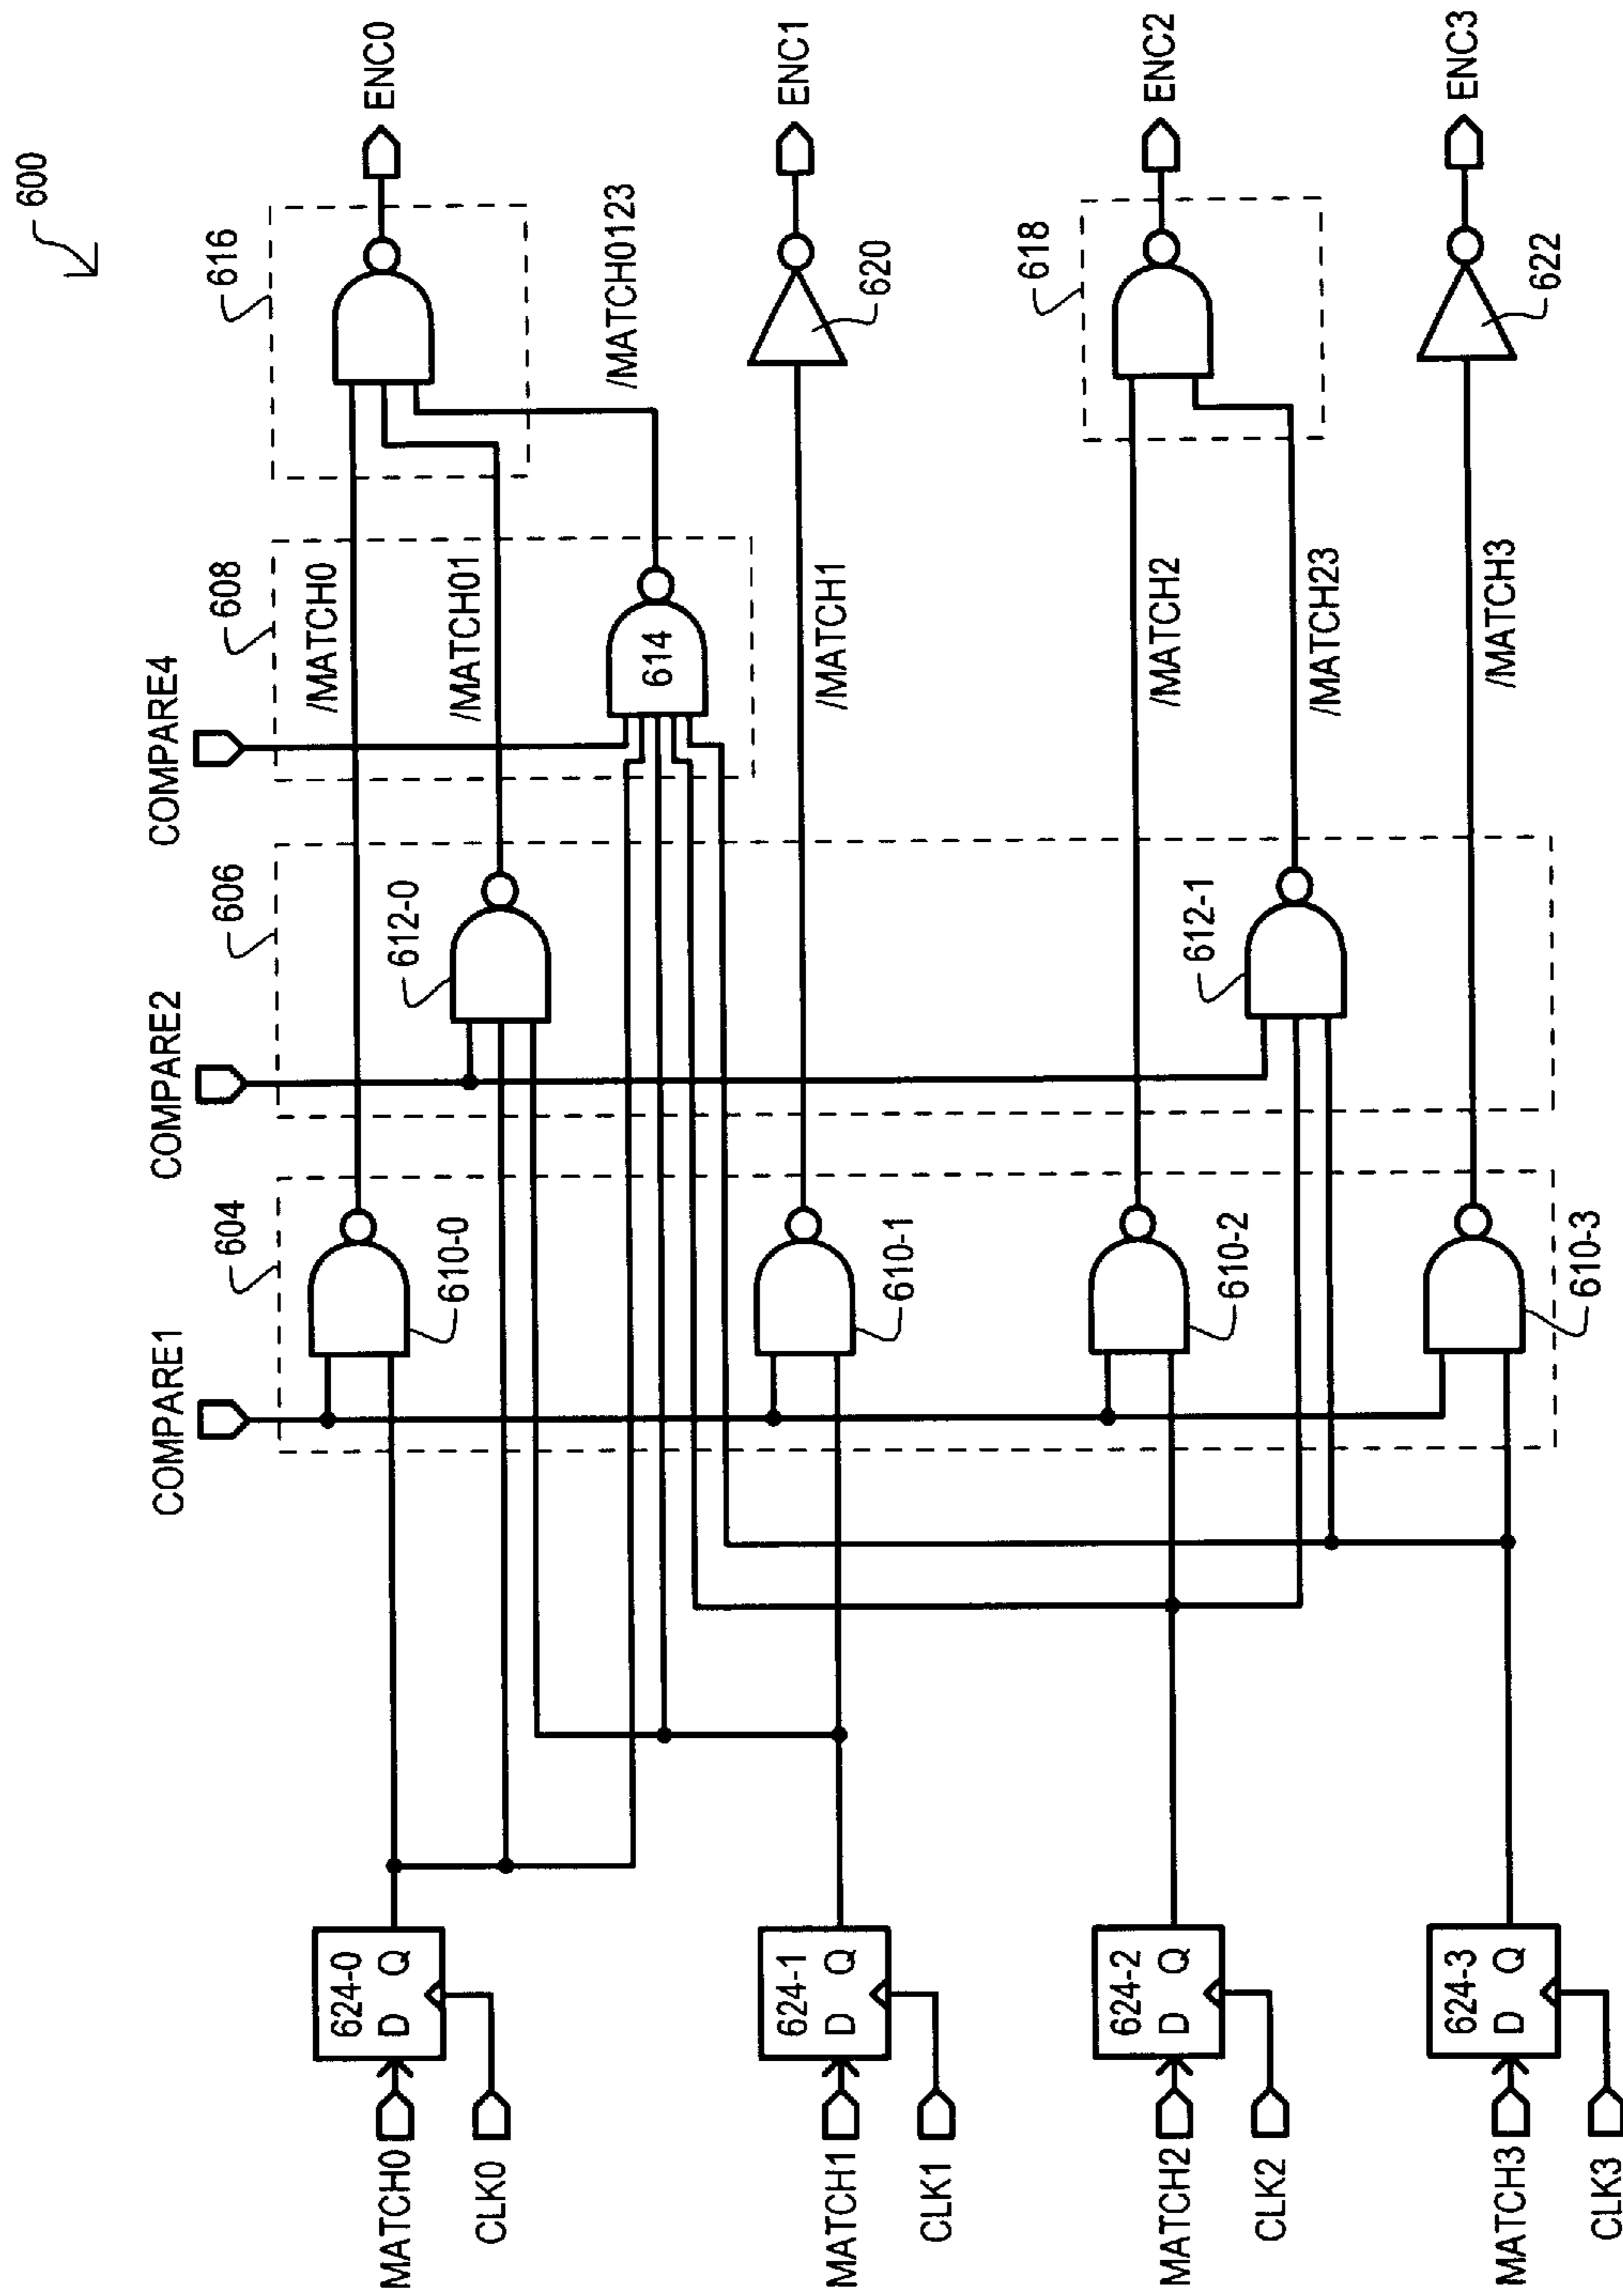 600
COMPARE1
COMPARE2
COMPARE4
604
606
608
616
MATCH0
624-0
D Q
CLK0
610-0
/MATCH0
ENC0
612-0
/MATCH01
614
/MATCH0123
MATCH1
624-1
D Q
CLK1
610-1
/MATCH1
620
ENC1
MATCH2
624-2
D Q
CLK2
610-2
/MATCH2
618
ENC2
612-1
/MATCH23
MATCH3
624-3
D Q
CLK3
610-3
/MATCH3
622
ENC3